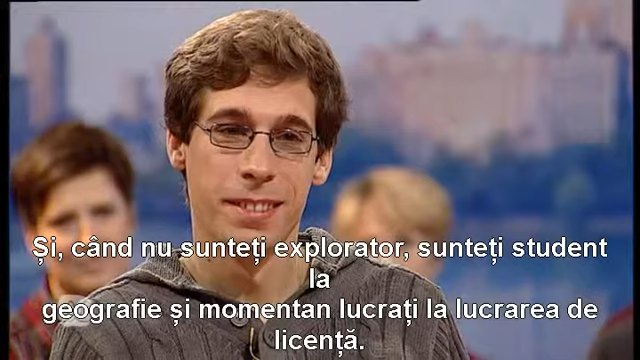 Și, când nu sunteți explorator, sunteți student
la
geografie și momentan lucrați la lucrarea de
licență.